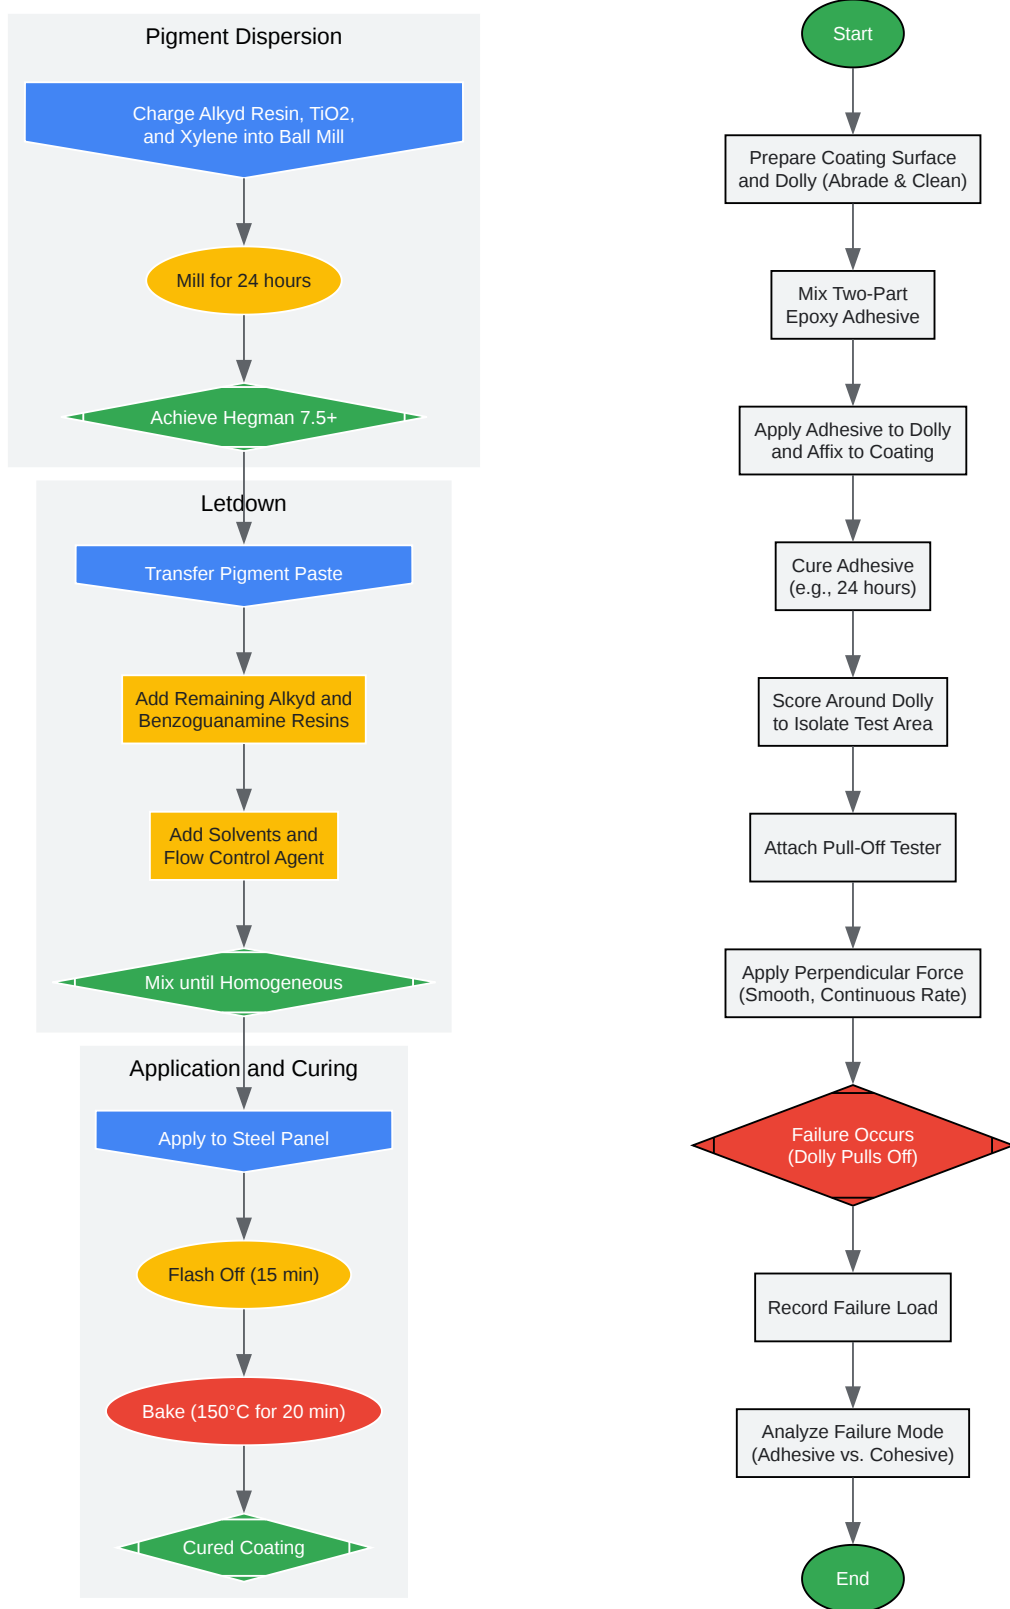 Pigment Dispersion
Charge Alkyd Resin, TiO2,
and Xylene into Ball Mill
Mill for 24 hours
Achieve Hegman 7.5+
Letdown
Transfer Pigment Paste
Add Remaining Alkyd and
Benzoguanamine Resins
Add Solvents and
Flow Control Agent
Mix until Homogeneous
Application and Curing
Apply to Steel Panel
Flash Off (15 min)
Bake (150°C for 20 min)
Cured Coating
Start
Prepare Coating Surface
and Dolly (Abrade & Clean)
Mix Two-Part
Epoxy Adhesive
Apply Adhesive to Dolly
and Affix to Coating
Cure Adhesive
(e.g., 24 hours)
Score Around Dolly
to Isolate Test Area
Attach Pull-Off Tester
Apply Perpendicular Force
(Smooth, Continuous Rate)
Failure Occurs
(Dolly Pulls Off)
Record Failure Load
Analyze Failure Mode
(Adhesive vs. Cohesive)
End